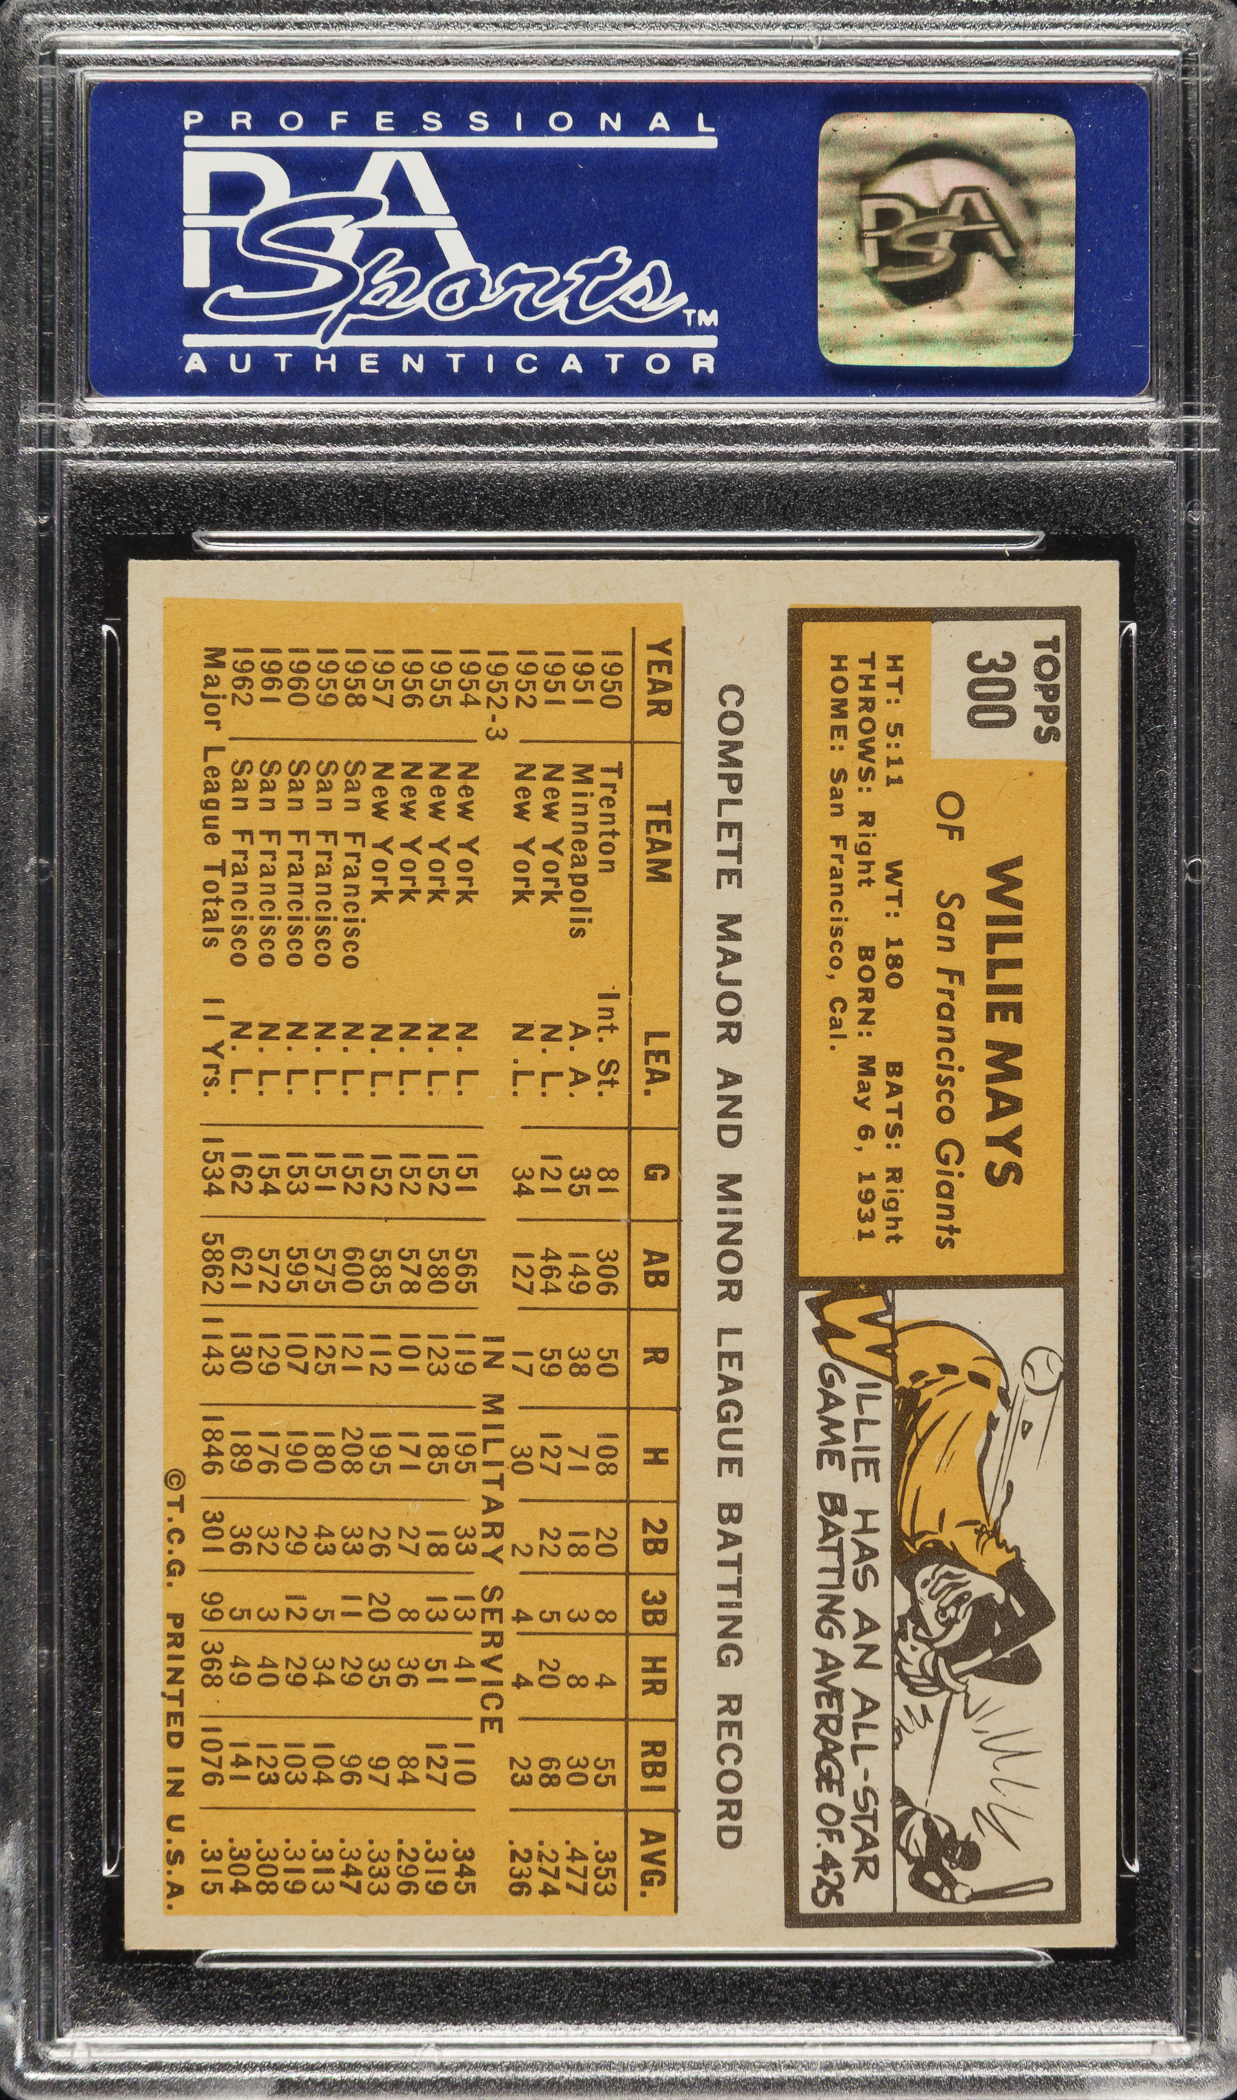 PROFESSIONAL
PSA
Sports™
AUTHENTICATOR
PSA
TOPPS
300
WILLIE MAYS
OF San Francisco Giants
HT: 5:11 WT: 180 BATS: Right
THROWS: Right BORN: May 6, 1931
HOME: San Francisco, Cal.
WILLIE HAS AN ALL-STAR
GAME BATTING AVERAGE OF .425
COMPLETE MAJOR AND MINOR LEAGUE BATTING RECORD
YEAR TEAM LEA. G AB R H 2B 3B HR RBI AVG.
1950 Trenton Int. St. 81 306 50 108 20 8 4 55 .353
1951 Minneapolis A. A. 35 149 38 71 18 3 8 30 .477
1951 New York N. L. 121 464 59 127 22 5 20 68 .274
1952 New York N. L. 34 127 17 30 2 4 4 23 .236
1952-3 IN MILITARY SERVICE
1954 New York N. L. 151 565 119 195 33 13 41 110 .345
1955 New York N. L. 152 580 123 185 18 13 51 127 .319
1956 New York N. L. 152 578 101 171 27 8 36 84 .296
1957 New York N. L. 152 585 112 195 26 20 35 97 .333
1958 San Francisco N. L. 152 600 121 208 33 11 29 96 .347
1959 San Francisco N. L. 151 575 125 180 43 5 34 104 .313
1960 San Francisco N. L. 153 595 107 190 29 12 29 103 .319
1961 San Francisco N. L. 154 572 129 176 32 3 40 123 .308
1962 San Francisco N. L. 162 621 130 189 36 5 49 141 .304
Major League Totals 11 Yrs. 1534 5862 1143 1846 301 99 368 1076 .315
©T.C.G. PRINTED IN U.S.A.